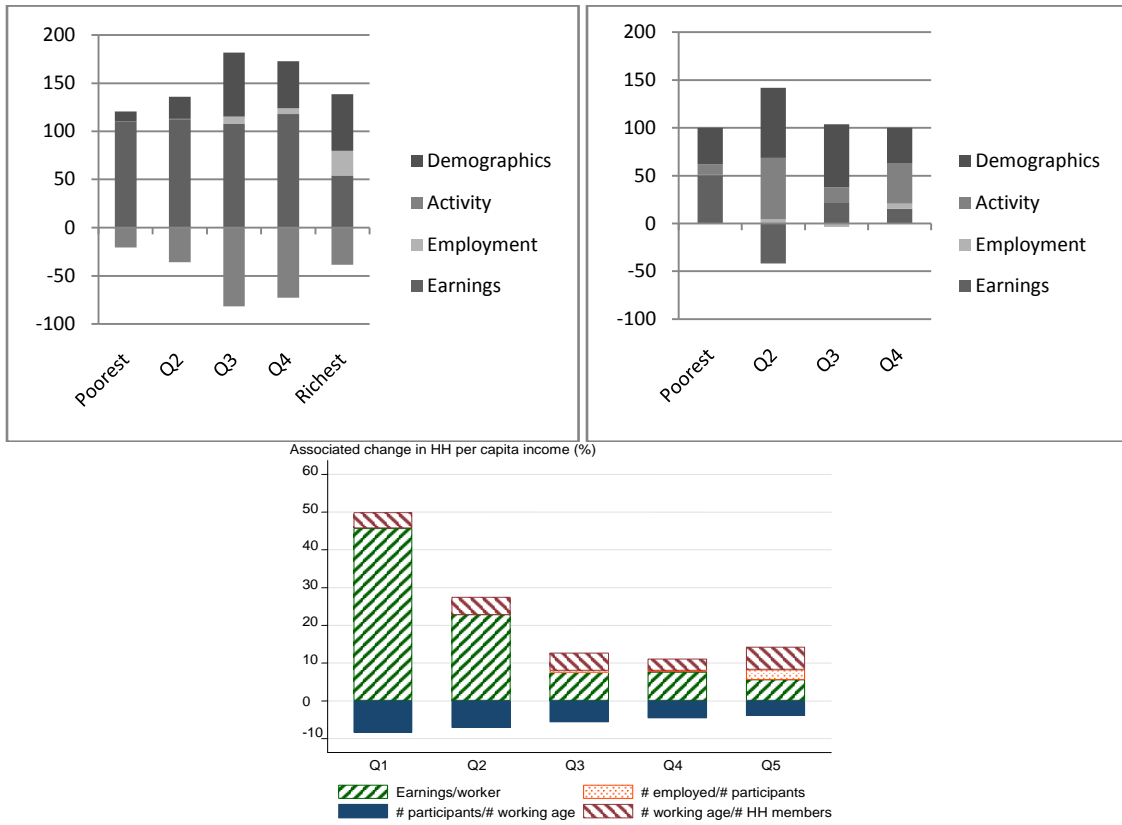 200
150
100
50
0
-50
-100
Poorest
Q2
Q3
Q4
Richest
Demographics
Activity
Employment
Earnings
200
150
100
50
0
-50
-100
Poorest
Q2
Q3
Q4
Demographics
Activity
Employment
Earnings
Associated change in HH per capita income (%)
60
50
40
30
20
10
0
-10
Q1
Q2
Q3
Q4
Q5
Earnings/worker
# employed/# participants
# participants/# working age
# working age/# HH members